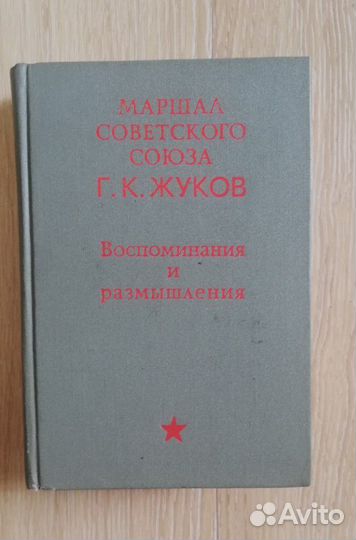 МАРШАЛ
СОВЕТСКОГО
СОЮЗА
Г. К. ЖУКОВ
Воспоминания
и
размышления
Avito